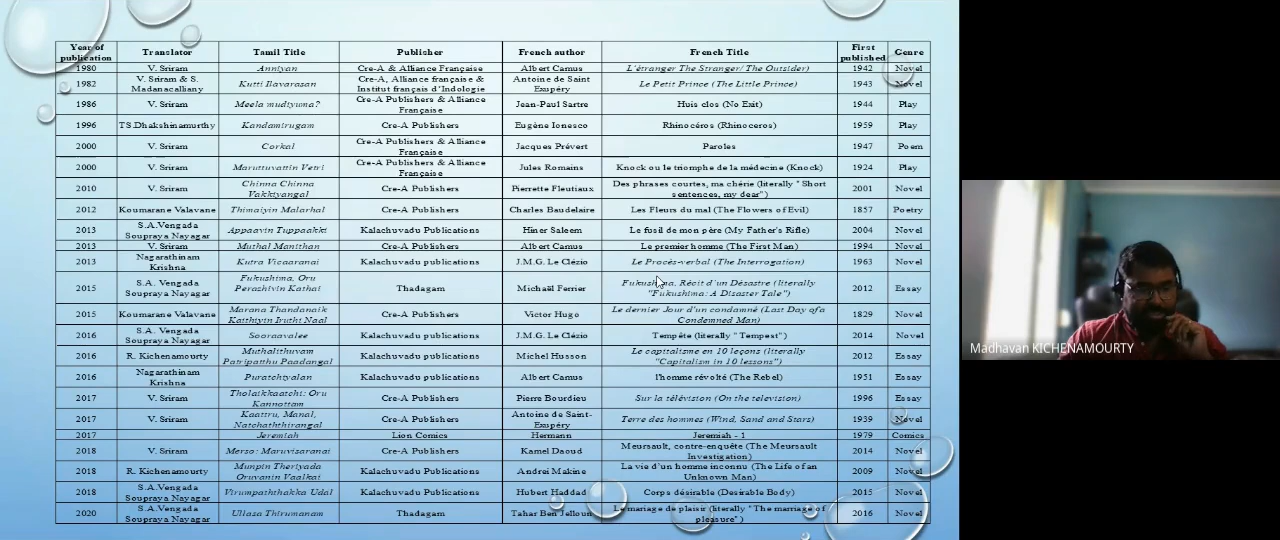 Year of publication Translator Tamil Title Publisher French author French Title First published Genre
1980 V. Sriram Anniyan Cre-A & Alliance Française Albert Camus L'étranger The Stranger/ The Outsider) 1942 Novel
1982 V. Sriram & S. Madanacalliany Kutti Ilavarasan Cre-A, Alliance française & Institut français d'Indologie Antoine de Saint Exupéry Le Petit Prince (The Little Prince) 1943 Novel
1986 V. Sriram Meela mudiyuma? Cre-A Publishers & Alliance Française Jean-Paul Sartre Huis clos (No Exit) 1944 Play
1996 TS.Dhakshinamurthy Kandamirugam Cre-A Publishers Eugène Ionesco Rhinocéros (Rhinoceros) 1959 Play
2000 V. Sriram Corkal Cre-A Publishers & Alliance Française Jacques Prévert Paroles 1947 Poem
2000 V. Sriram Maruttuvattin Vetri Cre-A Publishers & Alliance Française Jules Romains Knock ou le triomphe de la médecine (Knock) 1924 Play
2010 V. Sriram Chinna Chinna Vakkiyangal Cre-A Publishers Pierrette Fleutiaux Des phrases courtes, ma chérie (literally "Short sentences, my dear") 2001 Novel
2012 Koumarane Valavane Thimaiyin Malarhal Cre-A Publishers Charles Baudelaire Les Fleurs du mal (The Flowers of Evil) 1857 Poetry
2013 S.A.Vengada Soupraya Nayagar Appaavin Tuppaakki Kalachuvadu publications Hiner Saleem Le fusil de mon père (My Father's Rifle) 2004 Novel
2013 V. Sriram Muthal Manithan Cre-A Publishers Albert Camus Le premier homme (The First Man) 1994 Novel
2013 Nagarathinam Krishna Kutra Vicaaranai Kalachuvadu publications J.M.G. Le Clézio Le Procès-verbal (The Interrogation) 1963 Novel
2015 S.A. Vengada Soupraya Nayagar Fukushima, Oru Perashivin Kathai Thadagam Michaël Ferrier Fukushima, Récit d'un Désastre (literally "Fukushima: A Disaster Tale") 2012 Essay
2015 Koumarane Valavane Marana Thandanaik Kaithiyin Iruthi Naal Cre-A Publishers Victor Hugo Le dernier Jour d'un condamné (Last Day of a Condemned Man) 1829 Novel
2016 S.A. Vengada Soupraya Nayagar Sooraavalee Kalachuvadu publications J.M.G. Le Clézio Tempête (literally "Tempest") 2014 Novel
2016 R. Kichenamourty Muthalithuvam Patripatthu Paadangal Kalachuvadu publications Michel Husson Le capitalisme en 10 leçons (literally "Capitalism in 10 lessons") 2012 Essay
2016 Nagarathinam Krishna Puratchiyalan Kalachuvadu publications Albert Camus l'homme révolté (The Rebel) 1951 Essay
2017 V. Sriram Tholaikkaatchi: Oru Kannottam Cre-A Publishers Pierre Bourdieu Sur la télévision (On the television) 1996 Essay
2017 V. Sriram Kaattru, Manal, Natchaththirangal Cre-A Publishers Antoine de Saint-Exupéry Terre des hommes (Wind, Sand and Stars) 1939 Novel
2017 Jeremiah Lion Comics Hermann Jeremiah - 1 1979 Comics
2018 V. Sriram Merso: Maruvisaranai Cre-A Publishers Kamel Daoud Meursault, contre-enquête (The Meursault Investigation) 2014 Novel
2018 R. Kichenamourty Munpin Theriyada Oruvanin Vaalkai Kalachuvadu publications Andrei Makine La vie d'un homme inconnu (The Life of an Unknown Man) 2009 Novel
2018 S.A.Vengada Soupraya Nayagar Virumpaththakka Udal Kalachuvadu publications Hubert Haddad Corps désirable (Desirable Body) 2015 Novel
2020 S.A.Vengada Soupraya Nayagar Ullasa Thirumanam Thadagam Tahar Ben Jelloun Le mariage de plaisir (literally "The marriage of pleasure") 2016 Novel
Madhavan KICHENAMOURTY